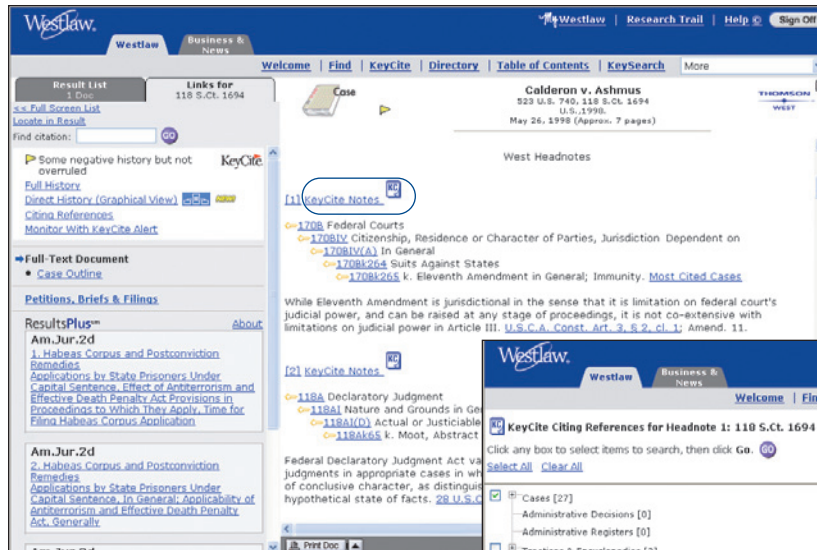 Westlaw.
MyWestlaw | Research Trail | Help Sign Off
Westlaw
Business &
News
Welcome | Find | KeyCite | Directory | Table of Contents | KeySearch More
Result List
1 Doc
Links for
118 S.Ct. 1694
<< Full Screen List
Locate in Result
Find citation: GO
Some negative history but not
overruled
KeyCite
Full History
Direct History (Graphical View)
Citing References
Monitor With KeyCite Alert
Full-Text Document
• Case Outline
Petitions, Briefs & Filings
ResultsPlus℠ About
Am.Jur.2d
1. Habeas Corpus and Postconviction
Remedies
Applications by State Prisoners Under
Capital Sentence, Effect of Antiterrorism and
Effective Death Penalty Act Provisions in
Proceedings to Which They Apply, Time for
Filing Habeas Corpus Application
Am.Jur.2d
2. Habeas Corpus and Postconviction
Remedies
Applications by State Prisoners Under
Capital Sentence, In General; Applicability of
Antiterrorism and Effective Death Penalty
Act, Generally
Case
Calderon v. Ashmus
523 U.S. 740, 118 S.Ct. 1694
U.S.,1998.
May 26, 1998 (Approx. 7 pages)
THOMSON
WEST
West Headnotes
[1] KeyCite Notes
KC
170B Federal Courts
170BIV Citizenship, Residence or Character of Parties, Jurisdiction Dependent on
170BIV(A) In General
170Bk264 Suits Against States
170Bk265 k. Eleventh Amendment in General; Immunity. Most Cited Cases
While Eleventh Amendment is jurisdictional in the sense that it is limitation on federal court's
judicial power, and can be raised at any stage of proceedings, it is not co-extensive with
limitations on judicial power in Article III. U.S.C.A. Const. Art. 3, § 2, cl. 1; Amend. 11.
[2] KeyCite Notes
KC
118A Declaratory Judgment
118AI Nature and Grounds in Ge
118AI(D) Actual or Justiciable
118Ak65 k. Moot, Abstract
Federal Declaratory Judgment Act va
judgments in appropriate cases in wh
of conclusive character, as distinguis
hypothetical state of facts. 28 U.S.C
Print Doc
Westlaw.
Westlaw
Business &
News
Welcome | Fin
KC KeyCite Citing References for Headnote 1: 118 S.Ct. 1694
Click any box to select items to search, then click Go. GO
Select All Clear All
Cases [27]
Administrative Decisions [0]
Administrative Registers [0]